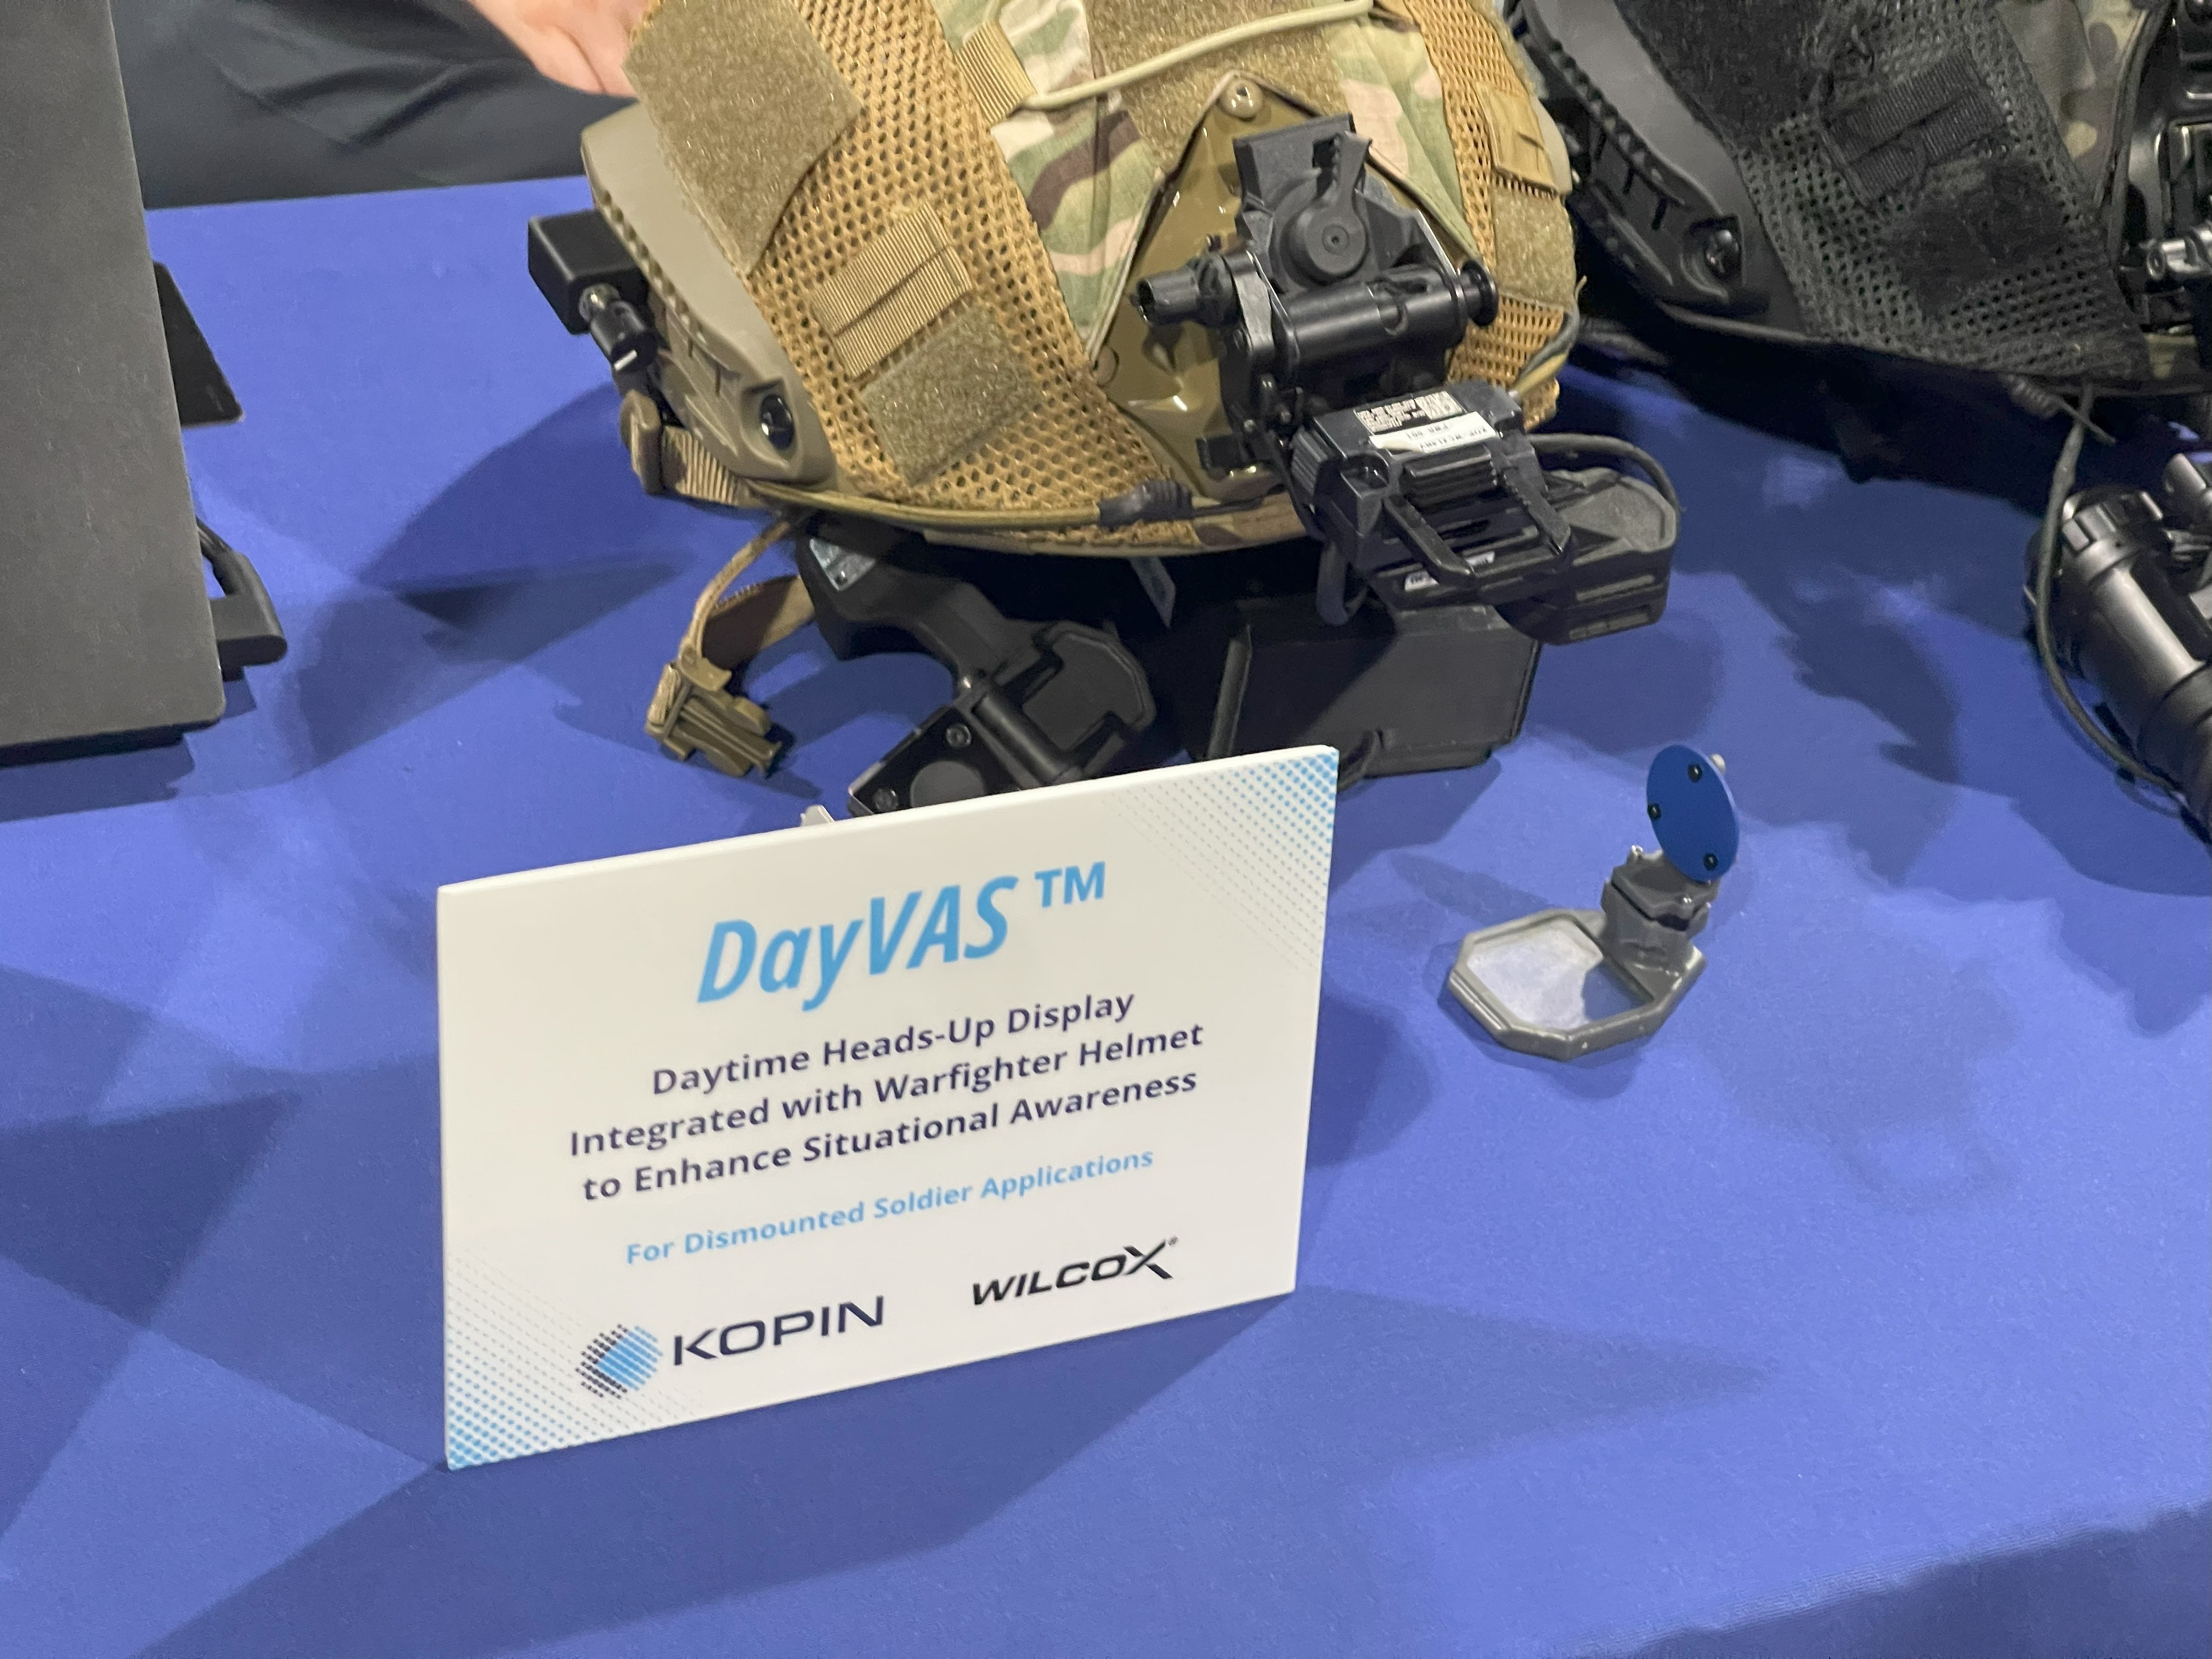 DayVAS™
Daytime Heads-Up Display
Integrated with Warfighter Helmet
to Enhance Situational Awareness
For Dismounted Soldier Applications
KOPIN
WILCOX®